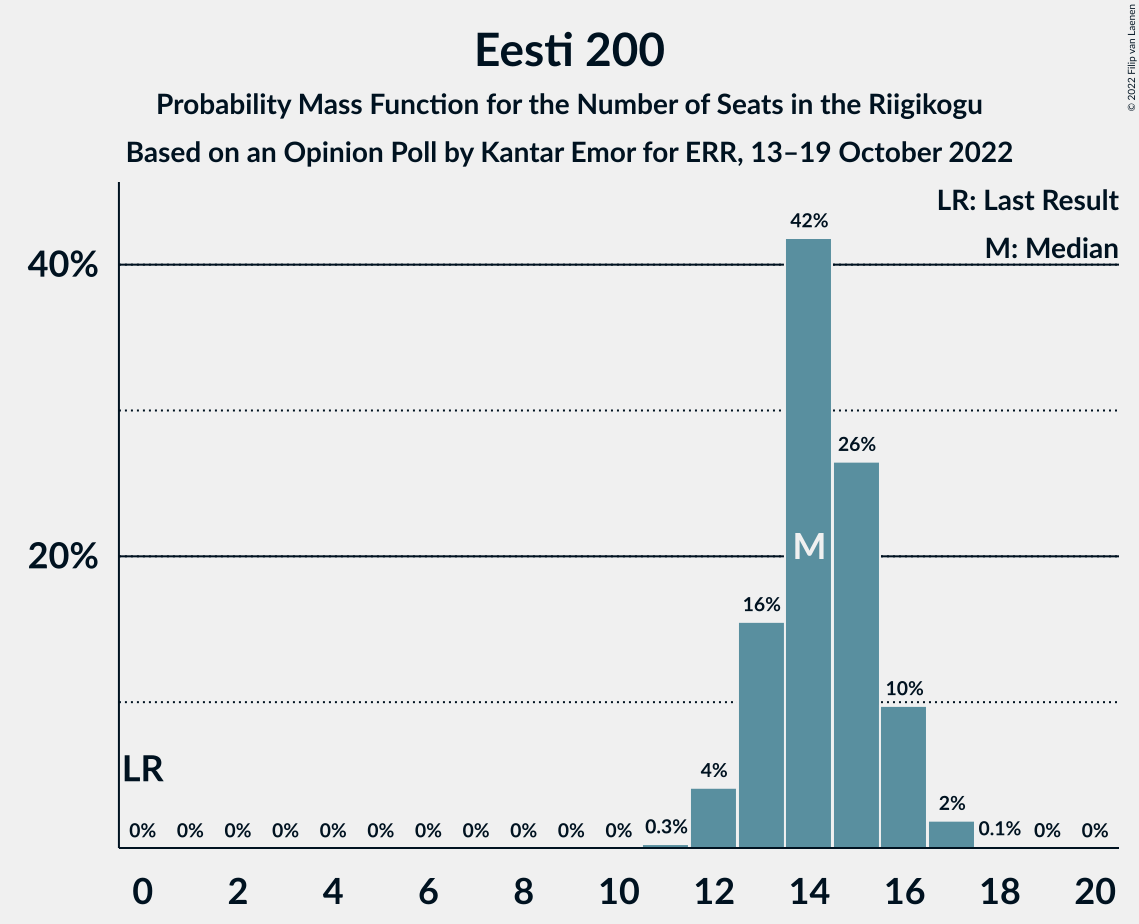 Eesti 200
Probability Mass Function for the Number of Seats in the Riigikogu
Based on an Opinion Poll by Kantar Emor for ERR, 13–19 October 2022
© 2022 Filip van Laenen
LR: Last Result
M: Median
40%
20%
42%
26%
16%
10%
4%
2%
M
LR
0% 0% 0% 0% 0% 0% 0% 0% 0% 0% 0% 0.3% 0.1% 0% 0%
0 2 4 6 8 10 12 14 16 18 20